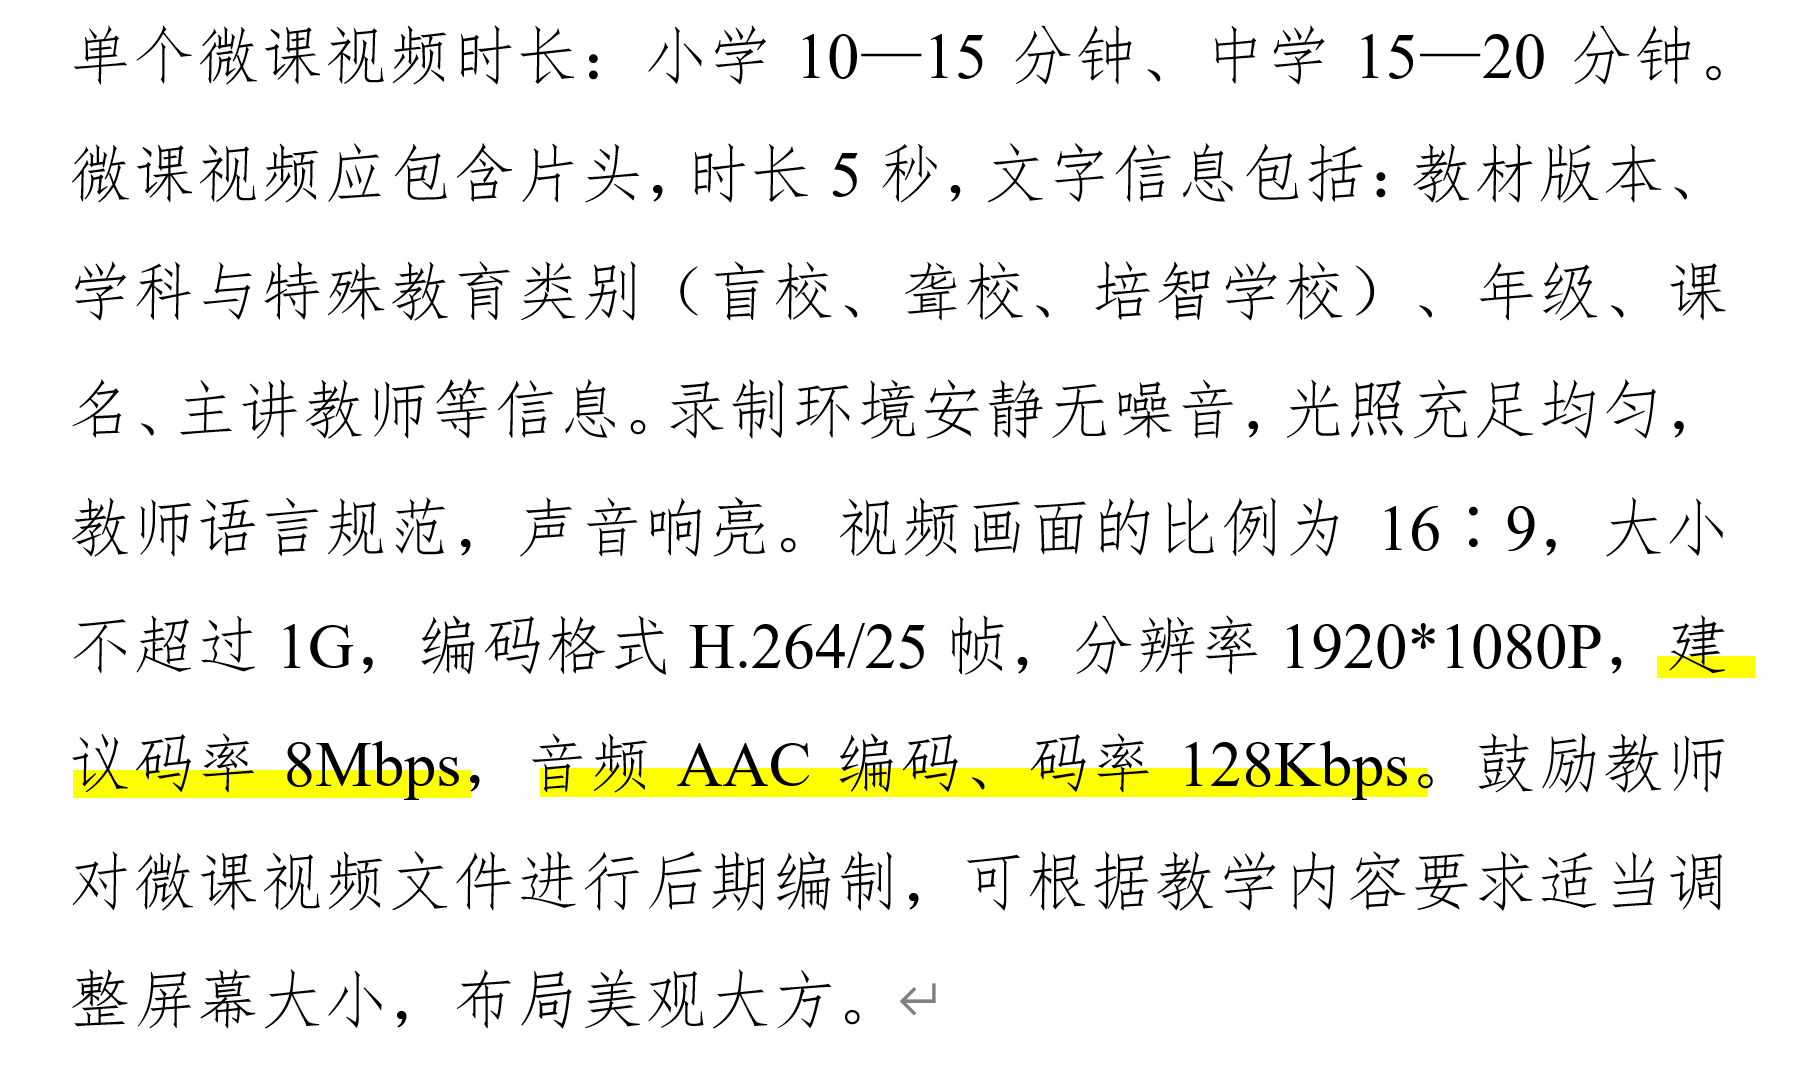 单个微课视频时长：小学 10—15 分钟、中学 15—20 分钟。
微课视频应包含片头，时长 5 秒，文字信息包括：教材版本、
学科与特殊教育类别（盲校、聋校、培智学校）、年级、课
名、主讲教师等信息。录制环境安静无噪音，光照充足均匀，
教师语言规范，声音响亮。视频画面的比例为 16∶9，大小
不超过 1G，编码格式 H.264/25 帧，分辨率 1920*1080P，建
议码率 8Mbps，音频 AAC 编码、码率 128Kbps。鼓励教师
对微课视频文件进行后期编制，可根据教学内容要求适当调
整屏幕大小，布局美观大方。